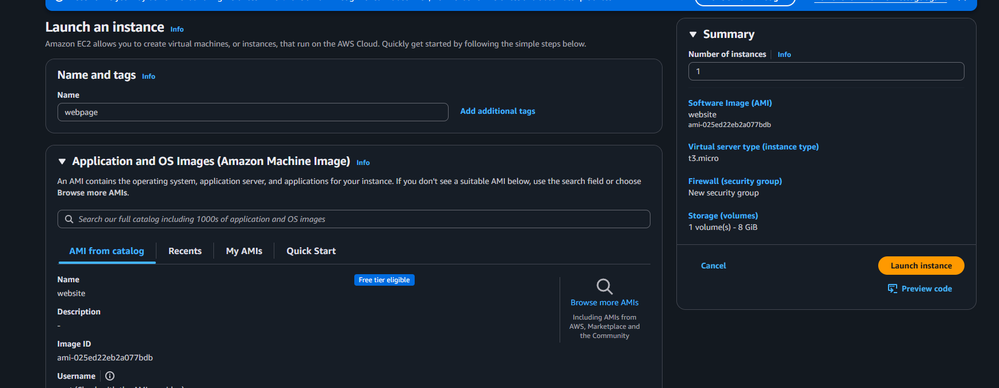 Launch an instance Info
Amazon EC2 allows you to create virtual machines, or instances, that run on the AWS Cloud. Quickly get started by following the simple steps below.
Name and tags Info
Name
webpage
Add additional tags
Application and OS Images (Amazon Machine Image) Info
An AMI contains the operating system, application server, and applications for your instance. If you don't see a suitable AMI below, use the search field or choose
Browse more AMIs.
Search our full catalog including 1000s of application and OS images
AMI from catalog
Recents
My AMIs
Quick Start
Name
website
Free tier eligible
Description
-
Image ID
ami-025ed22eb2a077bdb
Username
Browse more AMIs
Including AMIs from
AWS, Marketplace and
the Community
Summary
Number of instances Info
1
Software Image (AMI)
website
ami-025ed22eb2a077bdb
Virtual server type (instance type)
t3.micro
Firewall (security group)
New security group
Storage (volumes)
1 volume(s) - 8 GiB
Cancel
Launch instance
Preview code